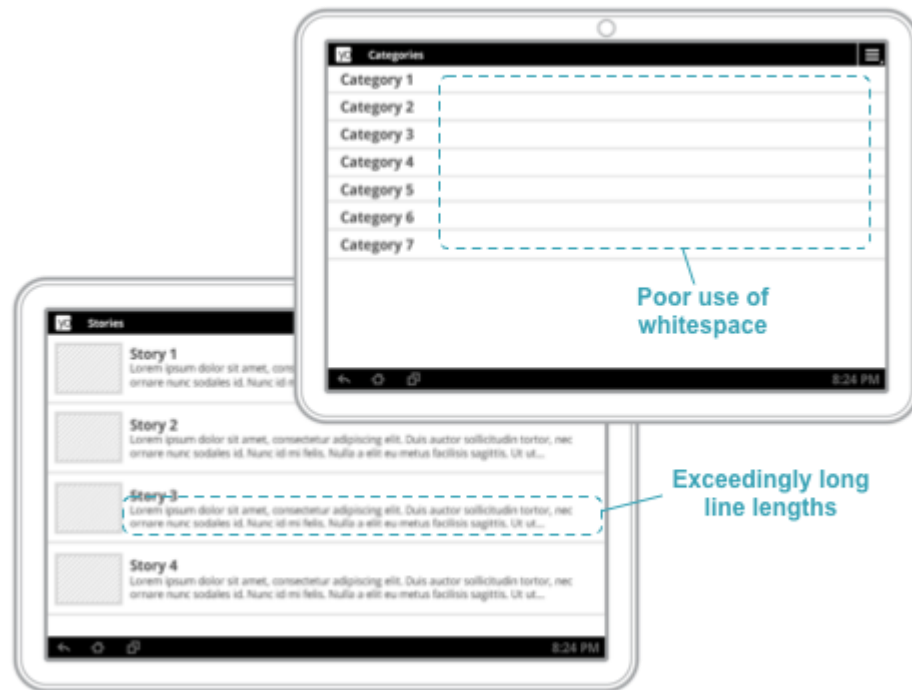 Categories
Category 1
Category 2
Category 3
Category 4
Category 5
Category 6
Category 7
Poor use of
whitespace
8:24 PM
Stories
Story 1
Lorem ipsum dolor sit amet, cons
ornare nunc sodales id. Nunc id m
Story 2
Lorem ipsum dolor sit amet, consectetur adipiscing elit. Duis auctor sollicitudin tortor, nec
ornare nunc sodales id. Nunc id mi felis. Nulla a elit eu metus facilisis sagittis. Ut ut...
Story 3
Lorem ipsum dolor sit amet, consectetur adipiscing elit. Duis auctor sollicitudin tortor, nec
ornare nunc sodales id. Nunc id mi felis. Nulla a elit eu metus facilisis sagittis. Ut ut...
Exceedingly long
line lengths
Story 4
Lorem ipsum dolor sit amet, consectetur adipiscing elit. Duis auctor sollicitudin tortor, nec
ornare nunc sodales id. Nunc id mi felis. Nulla a elit eu metus facilisis sagittis. Ut ut...
8:24 PM